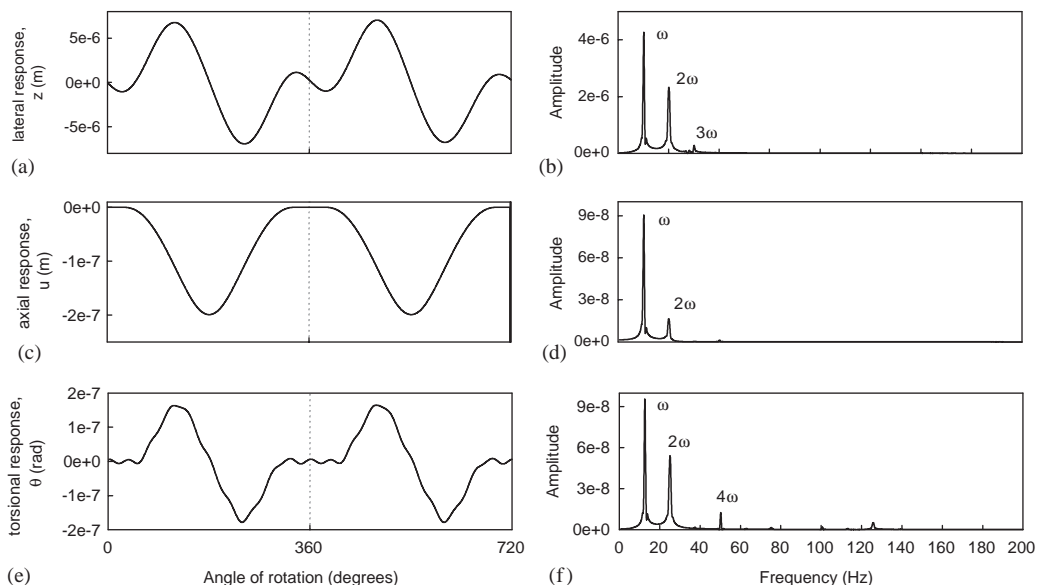 lateral response,
z (m)
5e-6
0e+0
-5e-6
(a)
Amplitude
4e-6
2e-6
0e+0
ω
2ω
3ω
(b)
axial response,
u (m)
0e+0
-1e-7
-2e-7
(c)
Amplitude
9e-8
6e-8
3e-8
0e+0
ω
2ω
(d)
torsional response,
θ (rad)
2e-7
1e-7
0e+0
-1e-7
-2e-7
0 360 720
(e)
Angle of rotation (degrees)
Amplitude
9e-8
6e-8
3e-8
0e+0
ω
2ω
4ω
0 20 40 60 80 100 120 140 160 180 200
(f)
Frequency (Hz)